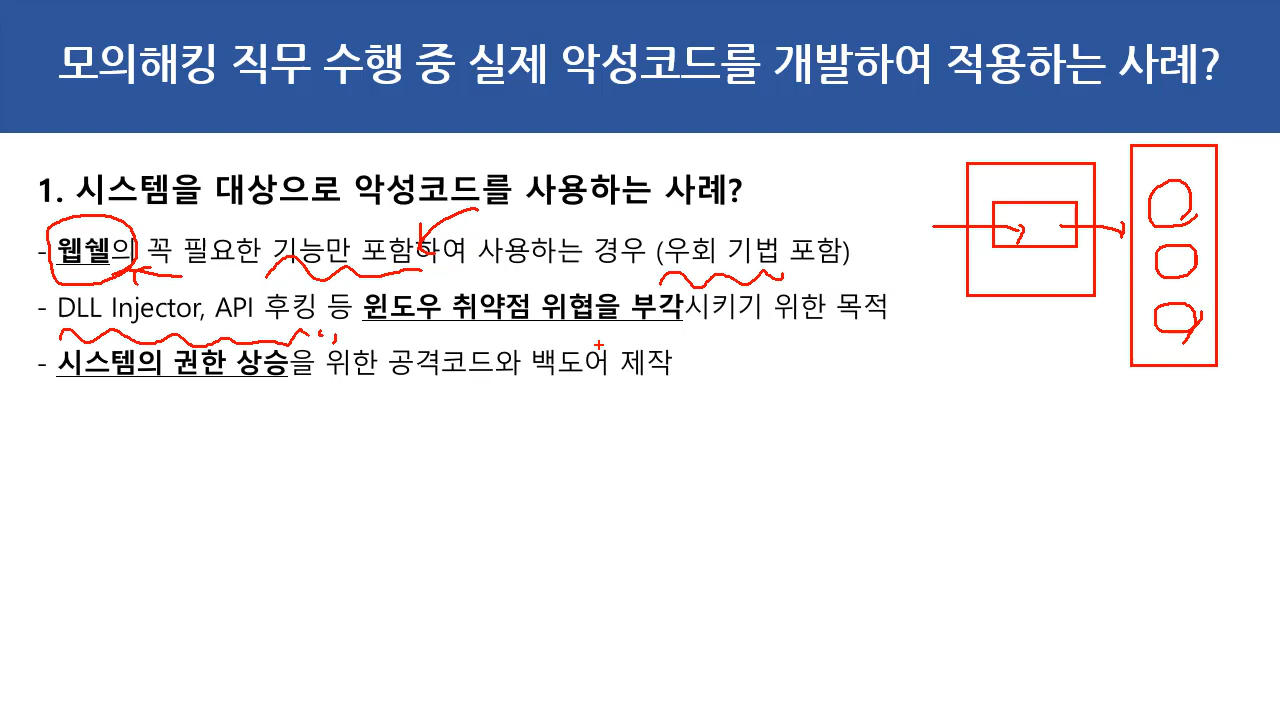 모의해킹 직무 수행 중 실제 악성코드를 개발하여 적용하는 사례?
1. 시스템을 대상으로 악성코드를 사용하는 사례?
- 웹쉘의 꼭 필요한 기능만 포함하여 사용하는 경우 (우회 기법 포함)
- DLL Injector, API 후킹 등 윈도우 취약점 위협을 부각시키기 위한 목적
- 시스템의 권한 상승을 위한 공격코드와 백도어 제작